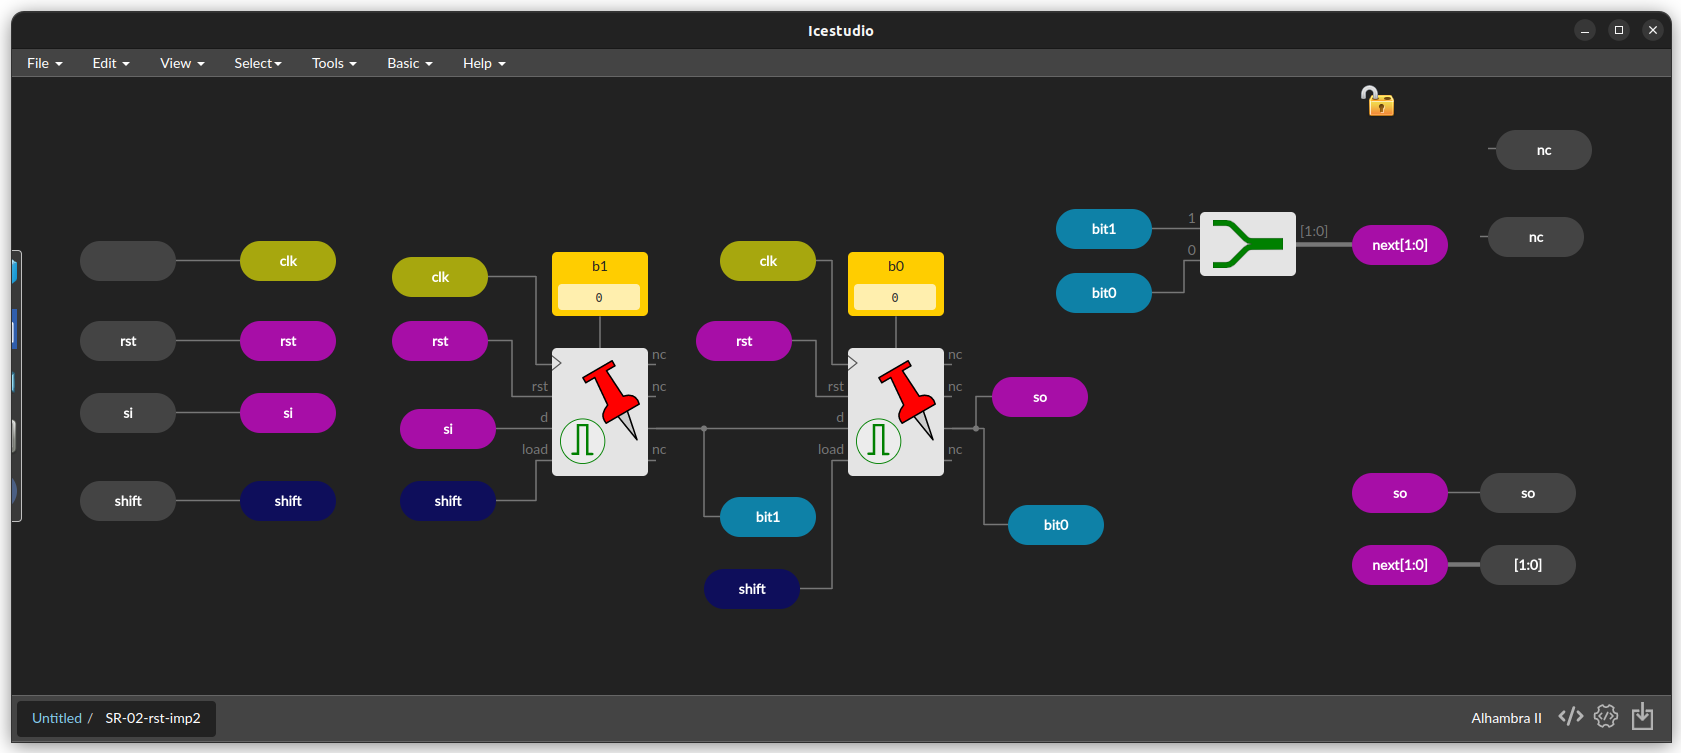 Icestudio
File Edit View Select Tools Basic Help
nc
nc
bit1 1
bit0 0
[1:0] next[1:0]
clk
rst rst
si si
shift shift
clk
rst
si
shift
b1
0
rst
d
load
nc
nc
nc
bit1
clk
rst
shift
b0
0
rst
d
load
nc
nc
nc
so
bit0
so so
next[1:0] [1:0]
Untitled / SR-02-rst-imp2
Alhambra II </>